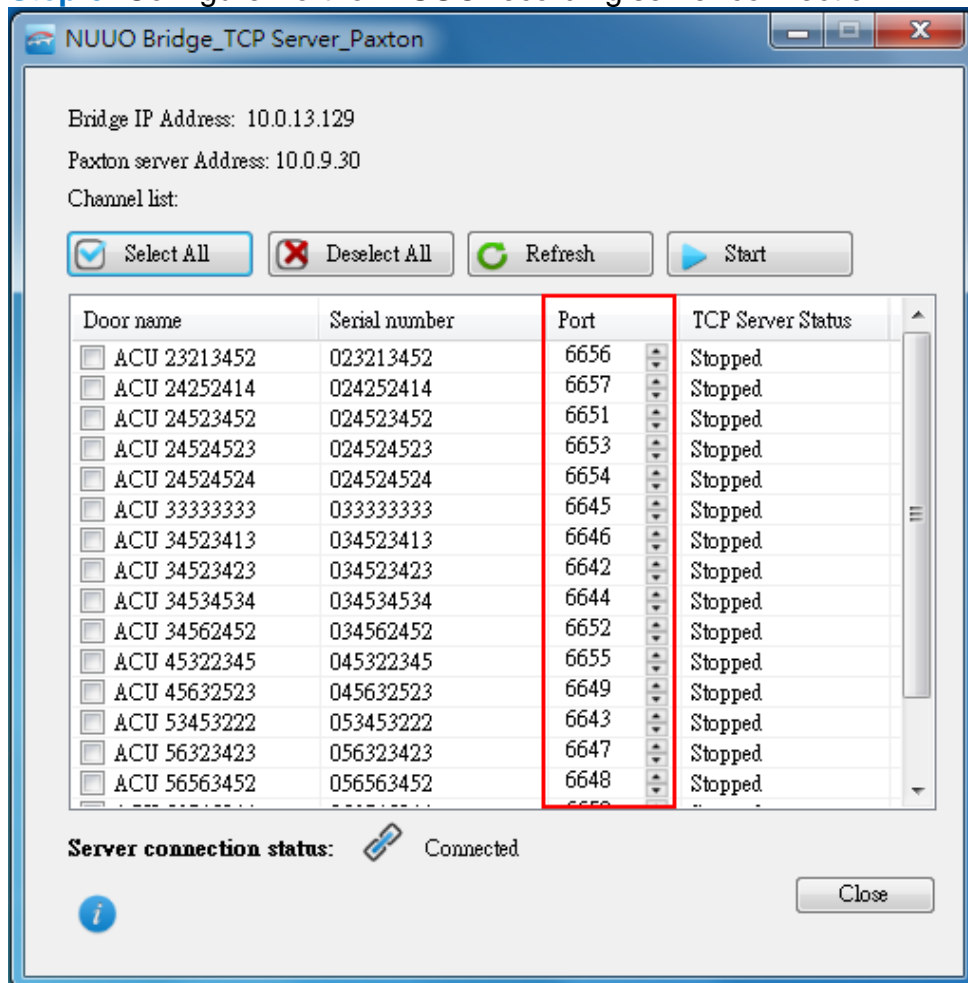 NUUO Bridge_TCP Server_Paxton
Bridge IP Address: 10.0.13.129
Paxton server Address: 10.0.9.30
Channel list:
Select All Deselect All Refresh Start
Door name Serial number Port TCP Server Status
ACU 23213452 023213452 6656 Stopped
ACU 24252414 024252414 6657 Stopped
ACU 24523452 024523452 6651 Stopped
ACU 24524523 024524523 6653 Stopped
ACU 24524524 024524524 6654 Stopped
ACU 33333333 033333333 6645 Stopped
ACU 34523413 034523413 6646 Stopped
ACU 34523423 034523423 6642 Stopped
ACU 34534534 034534534 6644 Stopped
ACU 34562452 034562452 6652 Stopped
ACU 45322345 045322345 6655 Stopped
ACU 45632523 045632523 6649 Stopped
ACU 53453222 053453222 6643 Stopped
ACU 56323423 056323423 6647 Stopped
ACU 56563452 056563452 6648 Stopped
Server connection status: Connected
Close